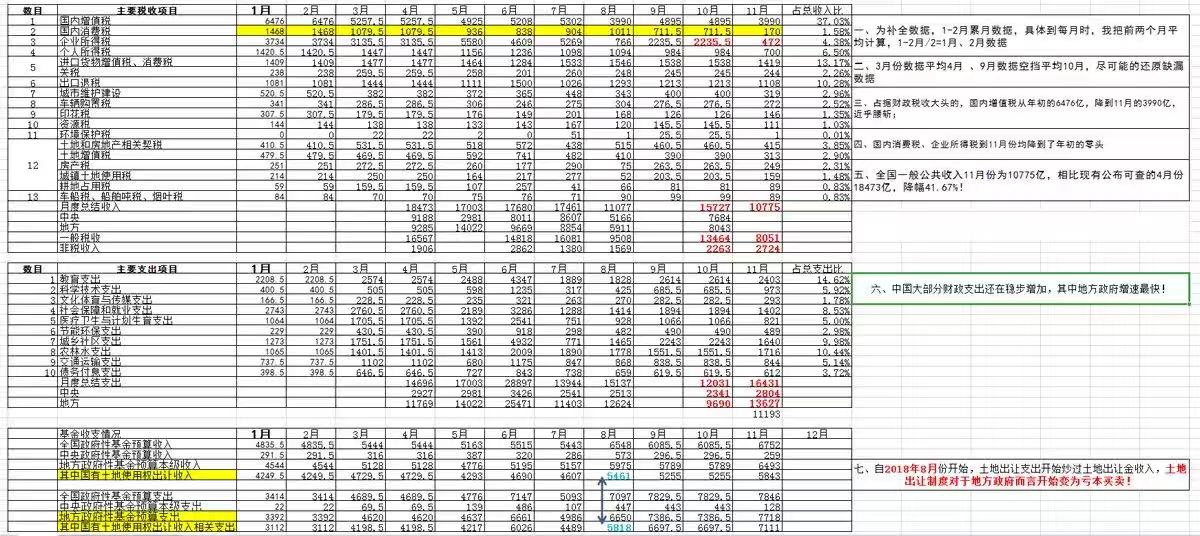 数目 主要税收项目 1月 2月 3月 4月 5月 6月 7月 8月 9月 10月 11月 占总收入比
1 国内增值税 6476 6476 5257.5 5257.5 4925 5208 5302 3990 4895 4895 3990 37.03%
2 国内消费税 1468 1468 1079.5 1079.5 936 838 904 1011 711.5 711.5 170 1.58%
3 企业所得税 3734 3734 3135.5 3135.5 5580 4609 5269 766 2235.5 2235.5 472 4.38%
4 个人所得税 1420.5 1420.5 1447 1447 1156 1236 1098 1094 984 984 700 6.50%
5 进口货物增值税、消费税 1409 1409 1477 1477 1464 1284 1533 1546 1538 1538 1419 13.17%
关税 238 238 259.5 259.5 258 201 260 248 245 245 244 2.26%
6 出口退税 1081 1081 1444 1444 1111 1500 1026 1293 1213 1213 1108 10.28%
7 城市维护建设 520.5 520.5 382 382 372 365 448 343 400 400 319 2.96%
8 车辆购置税 341 341 286.5 286.5 306 246 275 304 276.5 276.5 272 2.52%
9 印花税 307.5 307.5 179.5 179.5 176 149 201 168 126 126 146 1.35%
10 资源税 144 144 138 138 133 143 167 120 145.5 145.5 111 1.03%
11 环境保护税 0 0 22 22 2 0 51 1 25.5 25.5 1 0.01%
12 土地和房地产相关契税 410.5 410.5 531.5 531.5 518 572 438 515 460.5 460.5 415 3.85%
土地增值税 479.5 479.5 469.5 469.5 592 741 482 410 390 390 313 2.90%
房产税 251 251 272.5 272.5 260 177 290 75 263.5 263.5 249 2.31%
城镇土地使用税 214 214 250 250 164 217 277 52 203.5 203.5 159 1.48%
耕地占用税 59 59 159.5 159.5 107 257 41 66 81 81 89 0.83%
13 车船税、船舶吨税、烟叶税 84 84 70 70 75 76 71 90 99 99 89 0.83%
月度总结收入 18473 17003 17680 17461 11077 15727 10775
中央 9188 2981 8011 8607 5166 7684
地方 9285 14022 9669 8854 5911 8043
一般税收 16567 14818 16081 9508 13464 8051
非税收入 1906 2862 1380 1569 2263 2724
一、为补全数据，1-2月累月数据，具体到每月时，我把前两个月平
均计算，1-2月/2=1月、2月数据
二、3月份数据平均4月 、9月数据空挡平均10月，尽可能的还原缺漏
数据
三、占据财政税收大头的，国内增值税从年初的6476亿，降到11月的3990亿，
近乎腰斩；
四、国内消费税、企业所得税到11月份均降到了年初的零头
五、全国一般公共收入11月份为10775亿，相比现有公布可查的4月份
18473亿，降幅41.67%！
数目 主要支出项目 1月 2月 3月 4月 5月 6月 7月 8月 9月 10月 11月 占总支出比
1 教育支出 2208.5 2208.5 2574 2574 2488 4347 1889 1828 2614 2614 2403 14.62%
2 科学技术支出 400.5 400.5 505 505 598 1235 317 425 685.5 685.5 973 5.92%
3 文化体育与传媒支出 166.5 166.5 228.5 228.5 235 321 263 270 282.5 282.5 293 1.78%
4 社会保障和就业支出 2743 2743 2760.5 2760.5 2189 3286 1288 1414 1894 1894 1402 8.53%
5 医疗卫生与计划生育支出 1064 1064 1705.5 1705.5 1392 2541 751 928 1066 1066 821 5.00%
6 节能环保支出 229 229 430.5 430.5 390 918 298 482 490 490 489 2.98%
7 城乡社区支出 1273 1273 1751.5 1751.5 1561 4932 771 1465 2243 2243 1640 9.98%
8 农林水支出 1065 1065 1401.5 1401.5 1413 2009 1890 1778 1551.5 1551.5 1716 10.44%
9 交通运输支出 737.5 737.5 1102 1102 680 1175 847 868 838.5 838.5 844 5.14%
10 债务付息支出 398.5 398.5 646.5 646.5 727 843 738 659 619.5 619.5 612 3.72%
月度总结支出 14696 17003 28897 13944 15137 12031 16431
中央 2927 2981 3426 2541 2513 2341 2804
地方 11769 14022 25471 11403 12624 9690 13627
11193
六、中国大部分财政支出还在稳步增加，其中地方政府增速最快！
基金收支情况 1月 2月 3月 4月 5月 6月 7月 8月 9月 10月 11月 12月
全国政府性基金预算收入 4835.5 4835.5 5444 5444 5163 5515 5443 6548 6085.5 6085.5 6752
中央政府性基金预算收入 291.5 291.5 316 316 387 320 286 573 296.5 296.5 259
地方政府性基金预算本级收入 4544 4544 5128 5128 4776 5195 5157 5975 5789 5789 6493
其中国有土地使用权出让收入 4249.5 4249.5 4729.5 4729.5 4293 4690 4707 5461 5255 5255 5843
全国政府性基金预算支出 3414 3414 4689.5 4689.5 4776 7147 5093 7097 7829.5 7829.5 7846
中央政府性基金预算本级支出 22 22 69.5 69.5 139 486 107 447 443 443 128
地方政府性基金预算支出 3392 3392 4620 4620 4637 6661 4986 6650 7386.5 7386.5 7718
其中国有土地使用权出让收入相关支出 3112 3112 4198.5 4198.5 4217 6026 4489 5818 6697.5 6697.5 7111
七、自2018年8月份开始，土地出让支出开始炒过土地出让金收入，土地
出让制度对于地方政府而言开始变为亏本买卖！